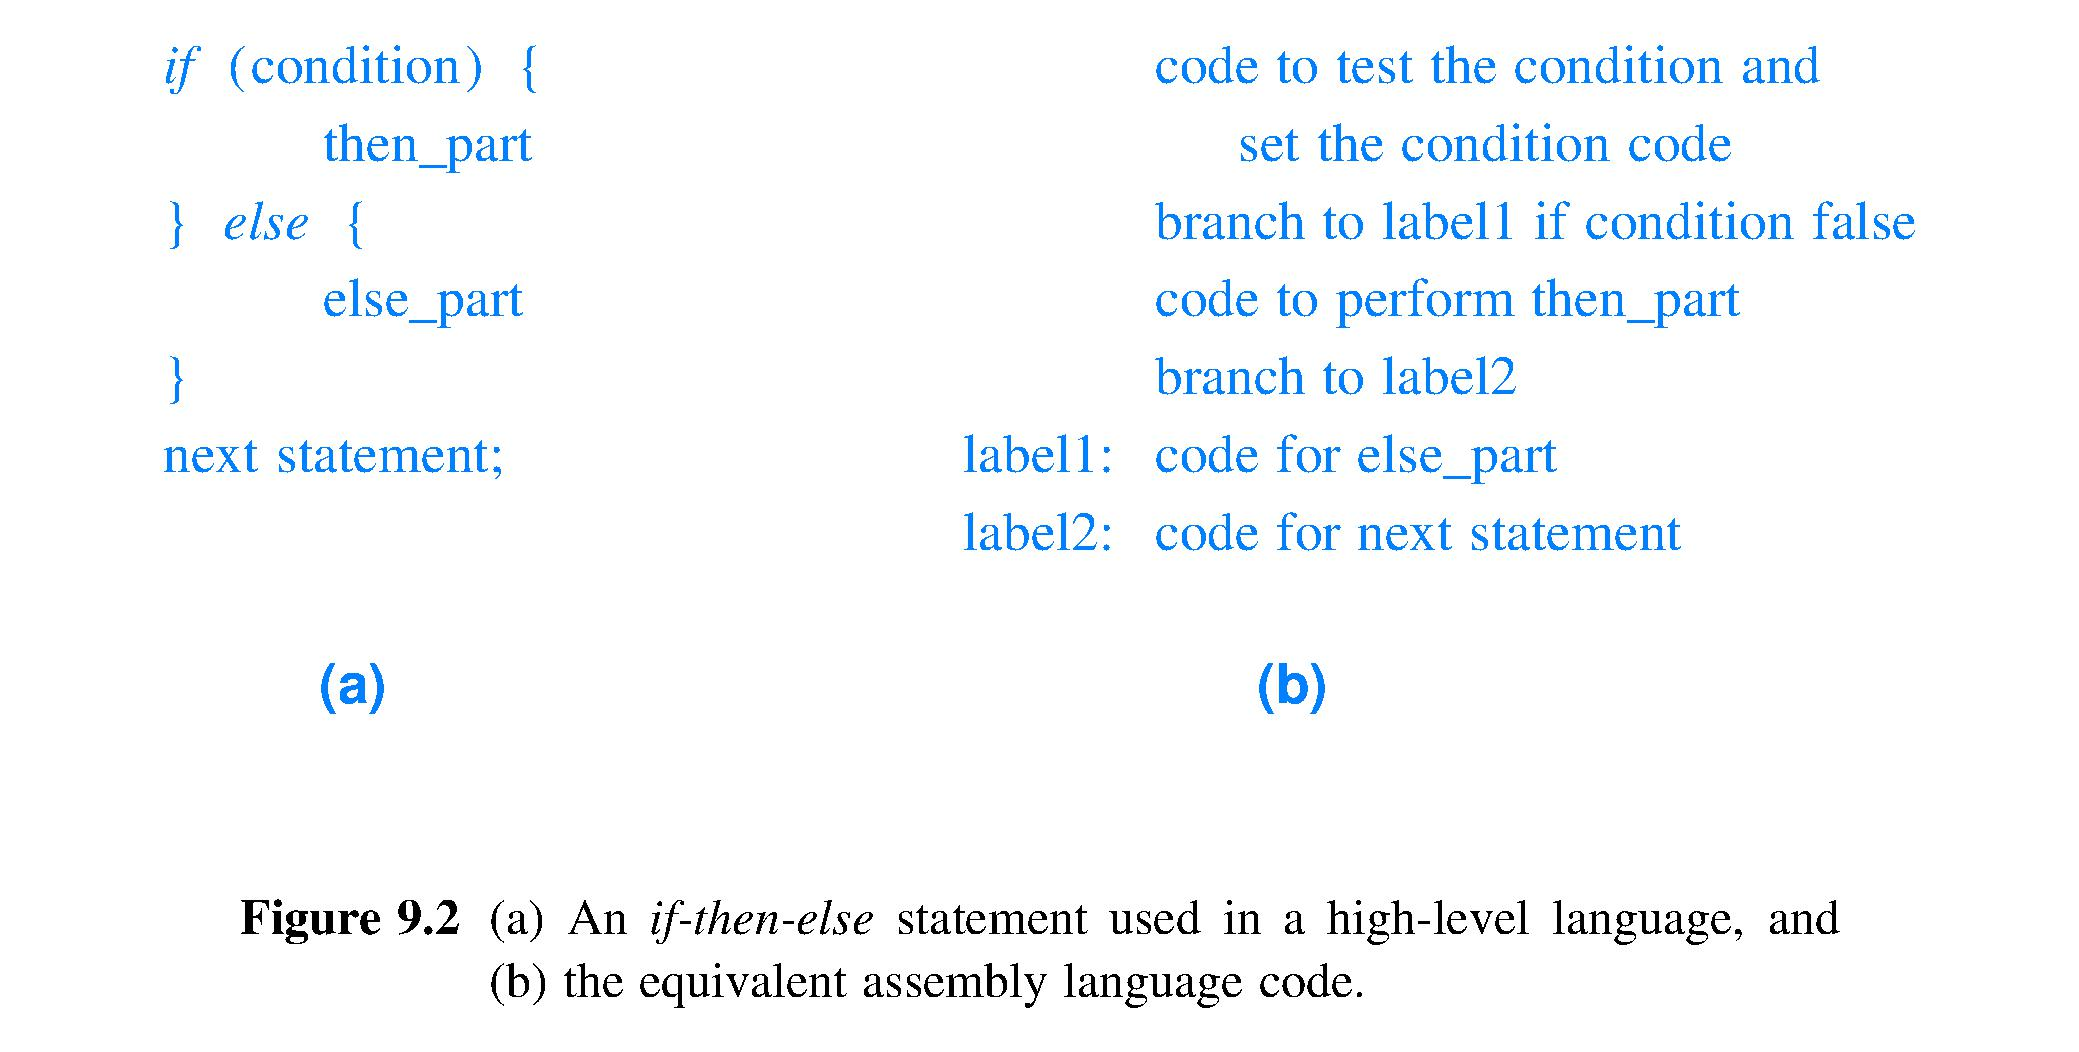 if (condition) {
then_part
} else {
else_part
}
next statement;
(a)
code to test the condition and
set the condition code
branch to label1 if condition false
code to perform then_part
branch to label2
label1: code for else_part
label2: code for next statement
(b)
Figure 9.2 (a) An if-then-else statement used in a high-level language, and
(b) the equivalent assembly language code.